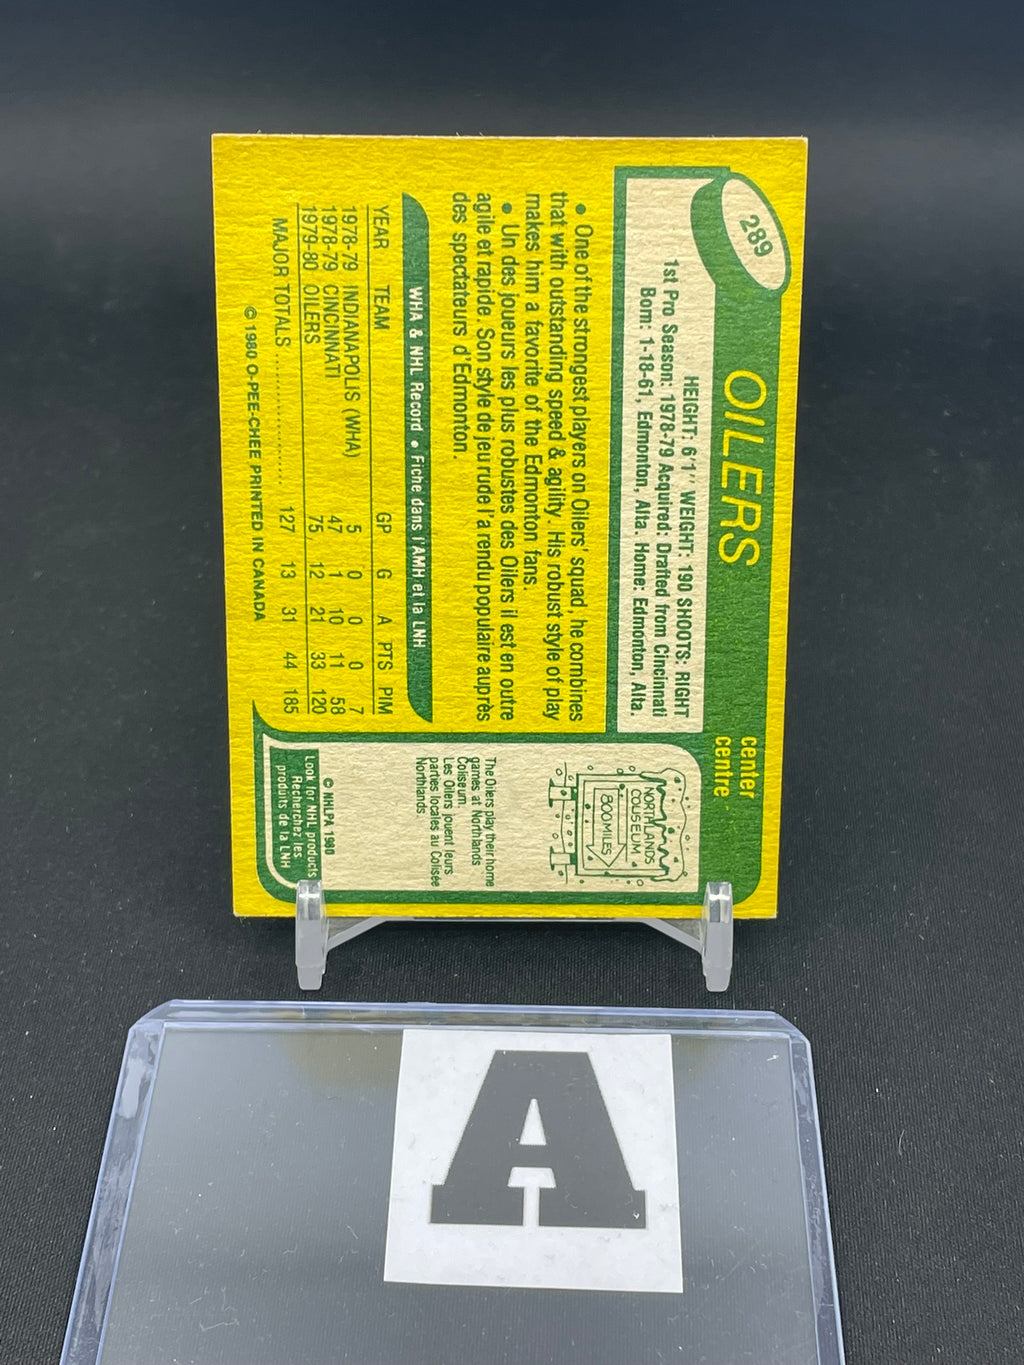 289
OILERS
center
centre
HEIGHT: 6'1" WEIGHT: 190 SHOOTS: RIGHT
1st Pro Season: 1978-79 Acquired: Drafted from Cincinnati
Born: 1-18-61, Edmonton, Alta. Home: Edmonton, Alta.
• One of the strongest players on Oilers' squad, he combines
that with outstanding speed & agility. His robust style of play
makes him a favorite of the Edmonton fans.
• Un des joueurs les plus robustes des Oilers il est en outre
agile et rapide. Son style de jeu rude l'a rendu populaire auprès
des spectateurs d'Edmonton.
WHA & NHL Record • Fiche dans l'AMH et la LNH
YEAR TEAM GP G A PTS PIM
1978-79 INDIANAPOLIS (WHA) 5 0 0 0 7
1978-79 CINCINNATI 47 1 10 11 58
1979-80 OILERS 75 12 21 33 120
MAJOR TOTALS .................... 127 13 31 44 185
© 1980 O-PEE-CHEE PRINTED IN CANADA
NORTHLANDS
COLISEUM
800 MILES
The Oilers play their home
games at Northlands
Coliseum.
Les Oilers jouent leurs
parties locales au Colisée
Northlands.
© NHLPA 1980
Look for NHL products
Recherchez les
produits de la LNH
A